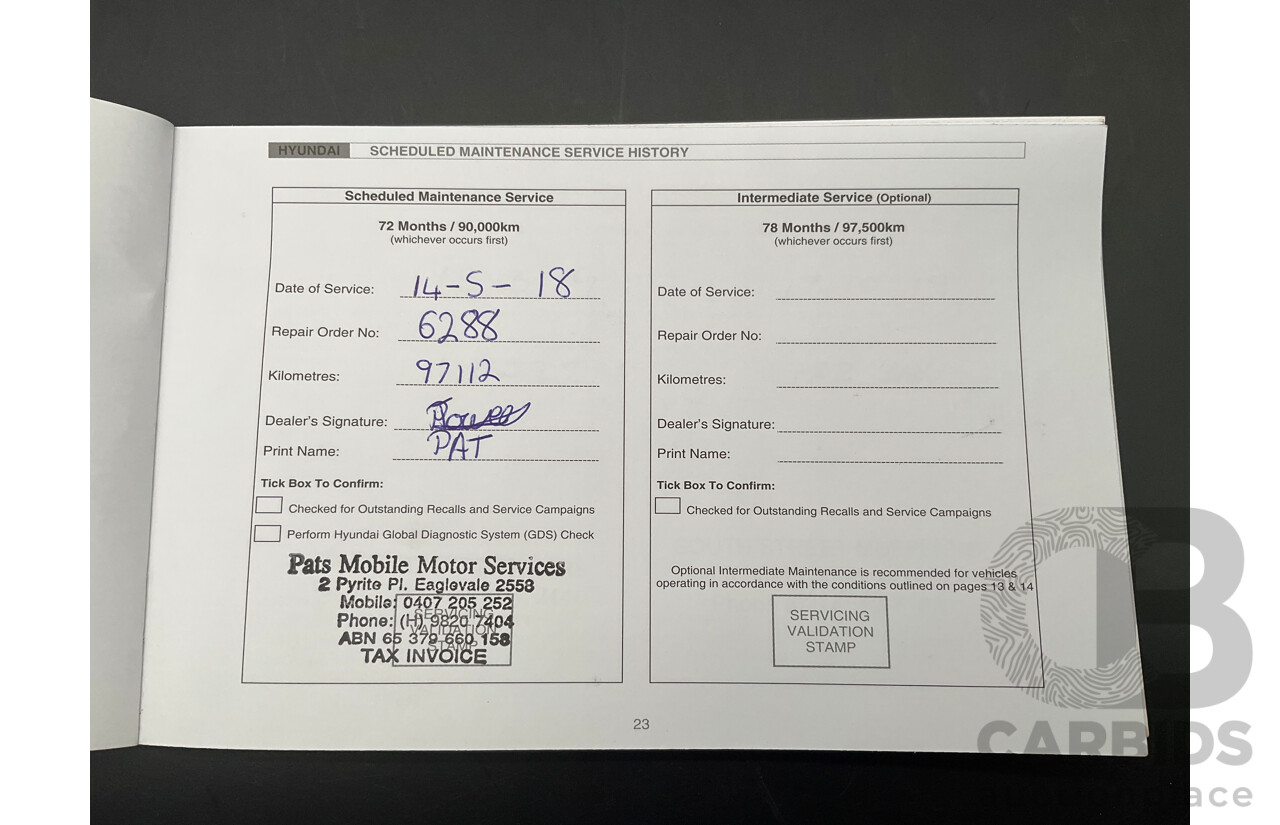 HYUNDAI SCHEDULED MAINTENANCE SERVICE HISTORY
Scheduled Maintenance Service
72 Months / 90,000km
(whichever occurs first)
Date of Service: 14-5-18
Repair Order No: 6288
Kilometres: 97112
Dealer's Signature:
Print Name: PAT
Tick Box To Confirm:
Checked for Outstanding Recalls and Service Campaigns
Perform Hyundai Global Diagnostic System (GDS) Check
Pats Mobile Motor Services
2 Pyrite Pl. Eaglevale 2558
Mobile: 0407 205 252
Phone: (H) 9820 7404
ABN 65 379 660 158
TAX INVOICE
SERVICING
VALIDATION
STAMP
Intermediate Service (Optional)
78 Months / 97,500km
(whichever occurs first)
Date of Service:
Repair Order No:
Kilometres:
Dealer's Signature:
Print Name:
Tick Box To Confirm:
Checked for Outstanding Recalls and Service Campaigns
Optional Intermediate Maintenance is recommended for vehicles
operating in accordance with the conditions outlined on pages 13 & 14
SERVICING
VALIDATION
STAMP
23
CARBIDS
auctionplace